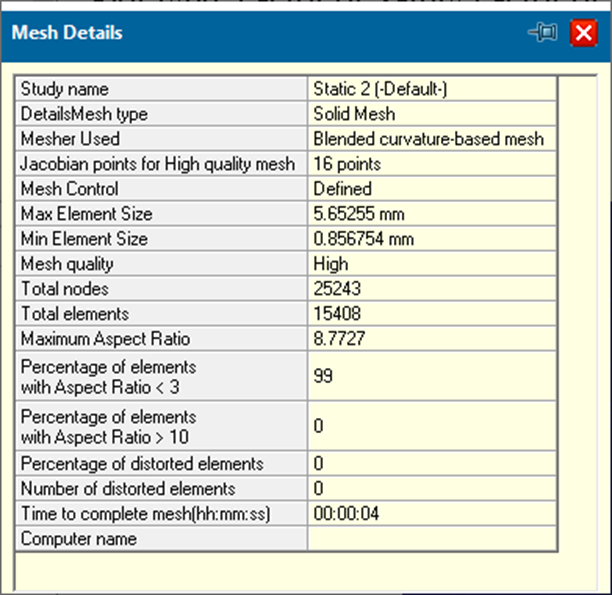 Mesh Details
Study name Static 2 (-Default-)
DetailsMesh type Solid Mesh
Mesher Used Blended curvature-based mesh
Jacobian points for High quality mesh 16 points
Mesh Control Defined
Max Element Size 5.65255 mm
Min Element Size 0.856754 mm
Mesh quality High
Total nodes 25243
Total elements 15408
Maximum Aspect Ratio 8.7727
Percentage of elements
with Aspect Ratio < 3 99
Percentage of elements
with Aspect Ratio > 10 0
Percentage of distorted elements 0
Number of distorted elements 0
Time to complete mesh(hh:mm:ss) 00:00:04
Computer name